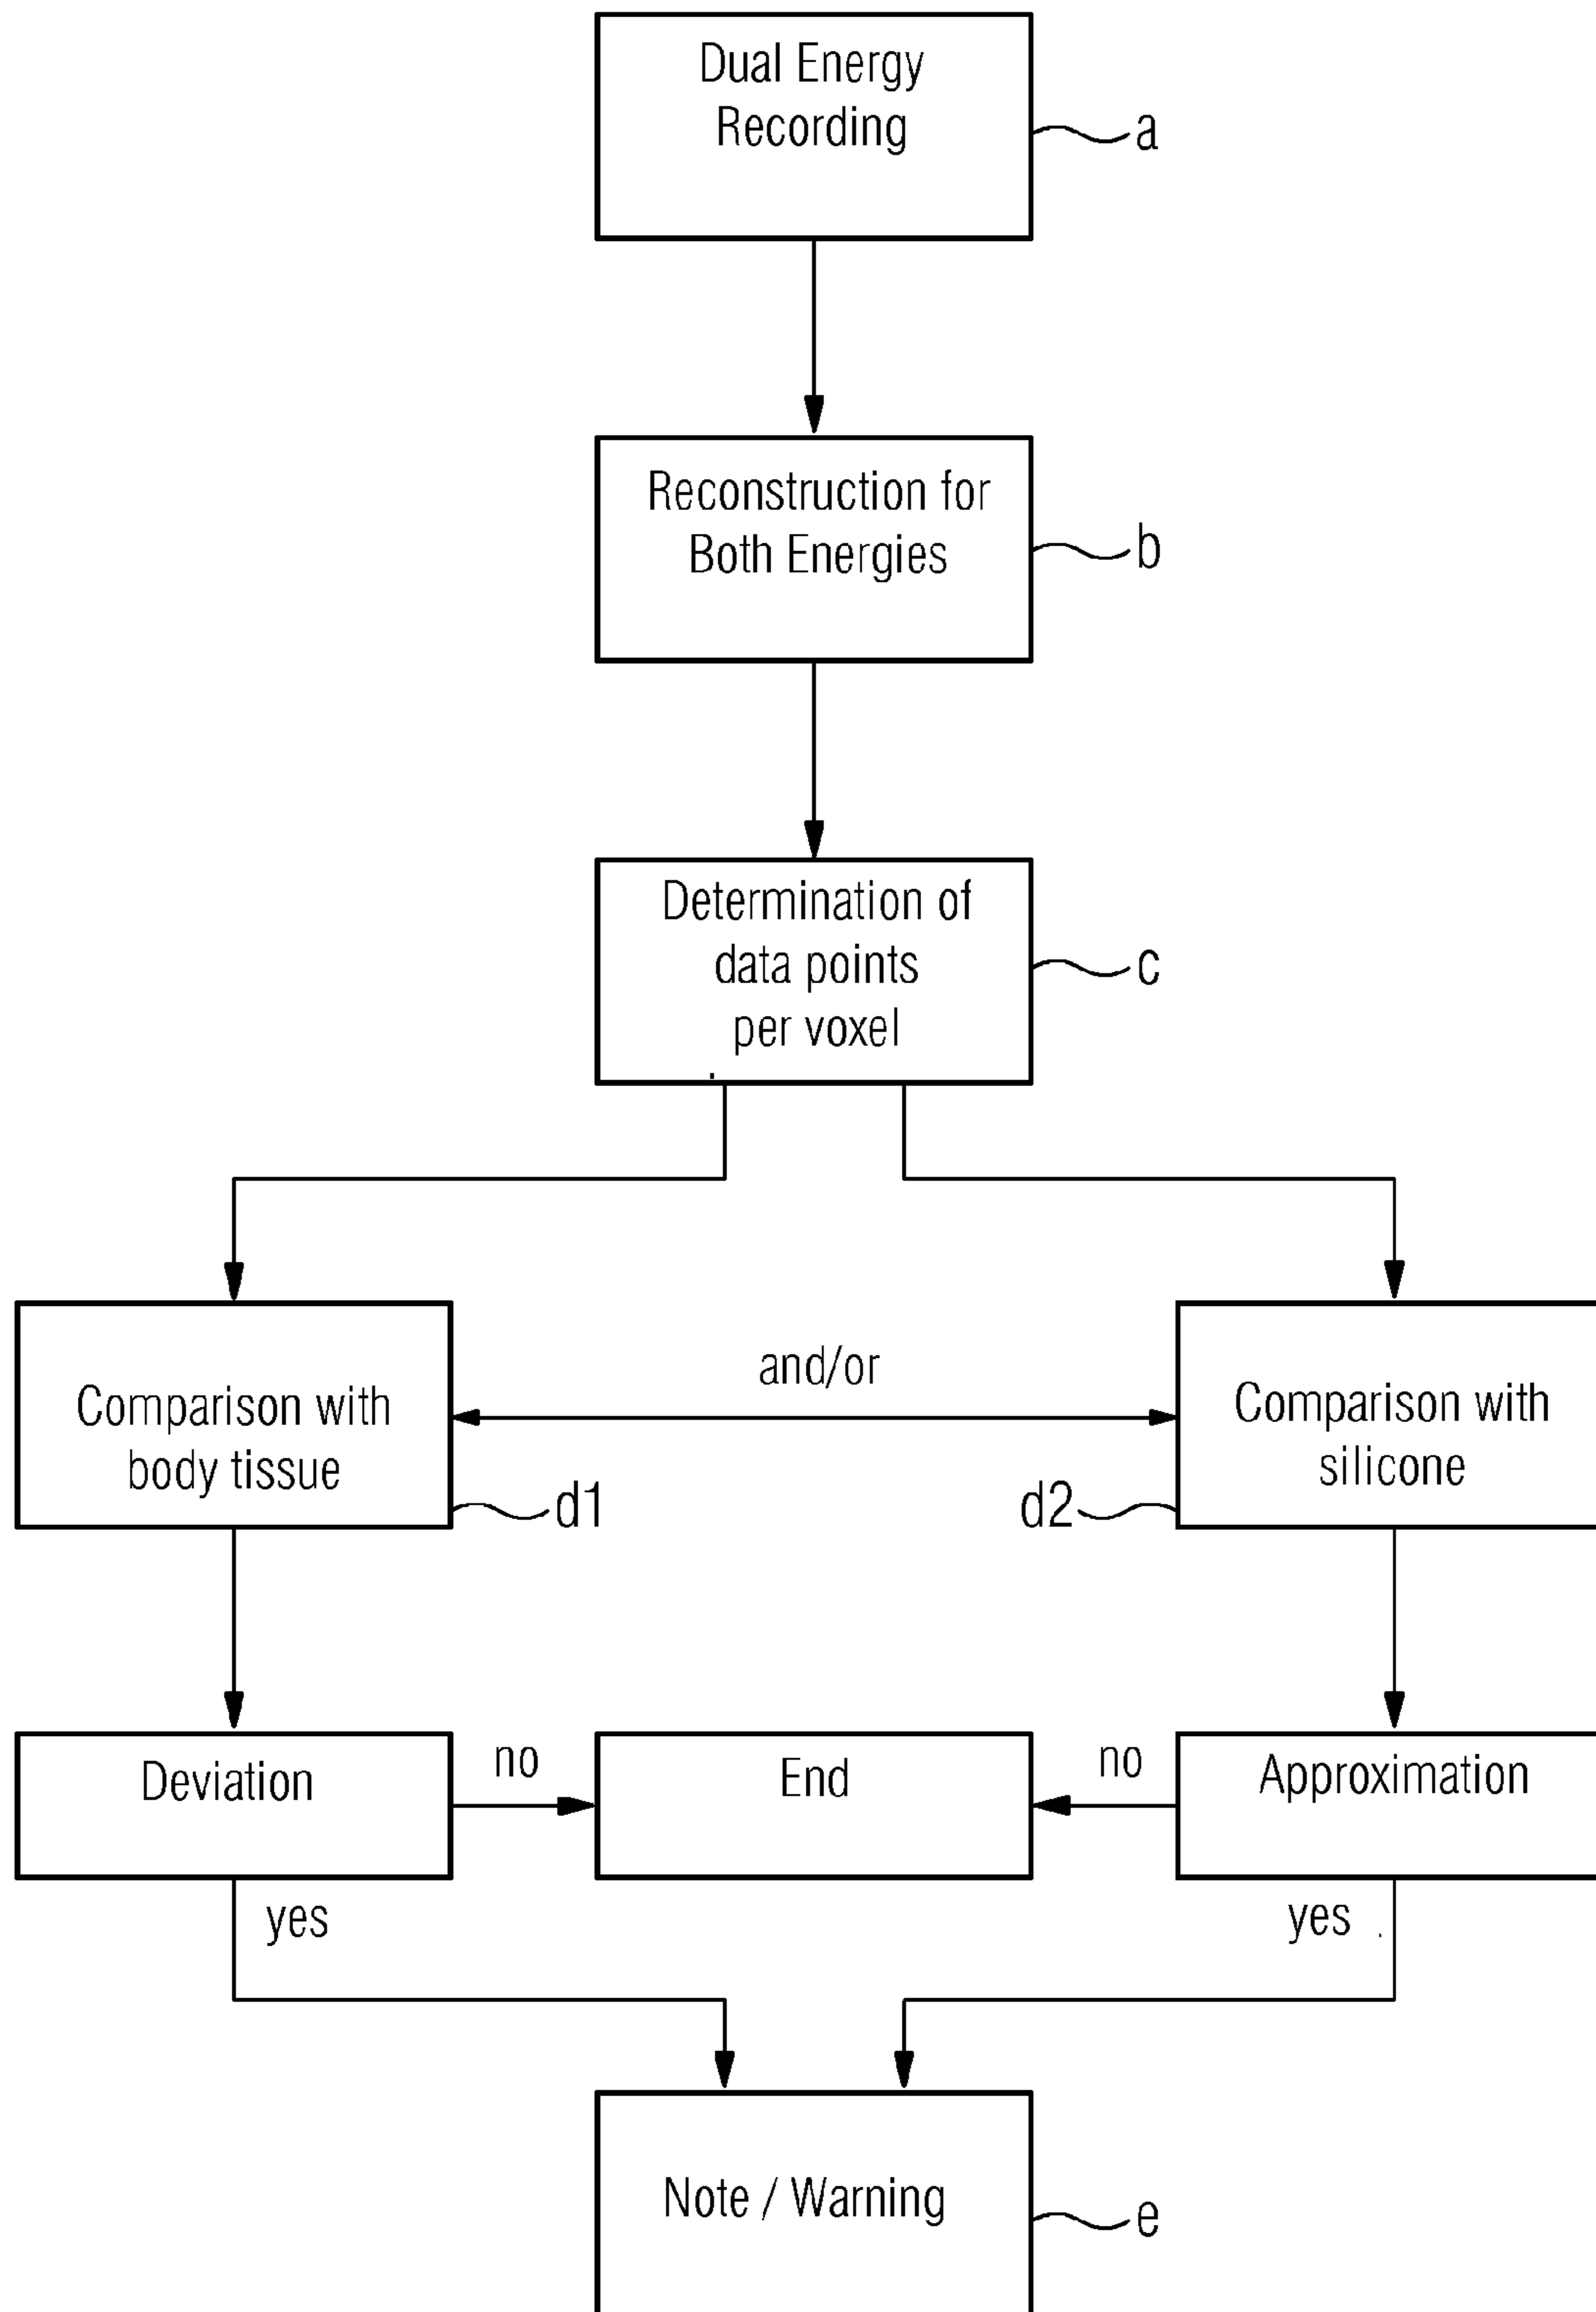 Dual Energy
Recording
a
Reconstruction for
Both Energies
b
Determination of
data points
per voxel
c
Comparison with
body tissue
d1
and/or
Comparison with
silicone
d2
Deviation
no
End
no
Approximation
yes
yes
Note / Warning
e